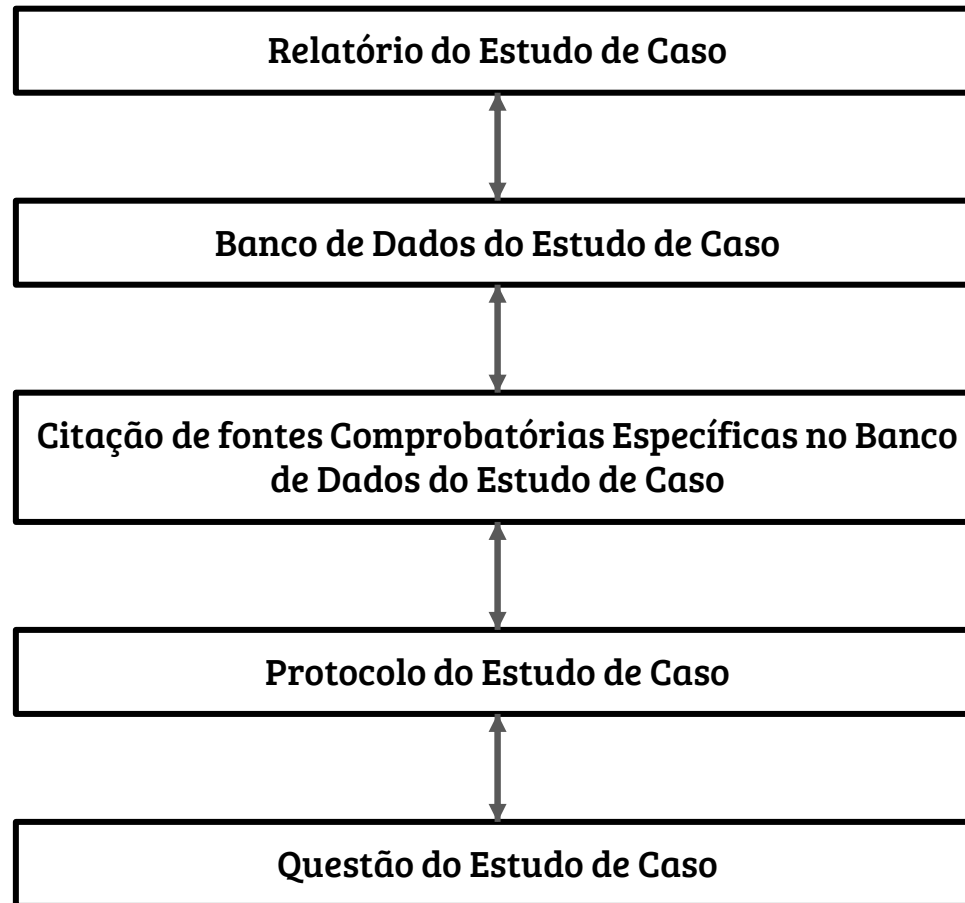 Relatório do Estudo de Caso
Banco de Dados do Estudo de Caso
Citação de fontes Comprobatórias Específicas no Banco
de Dados do Estudo de Caso
Protocolo do Estudo de Caso
Questão do Estudo de Caso